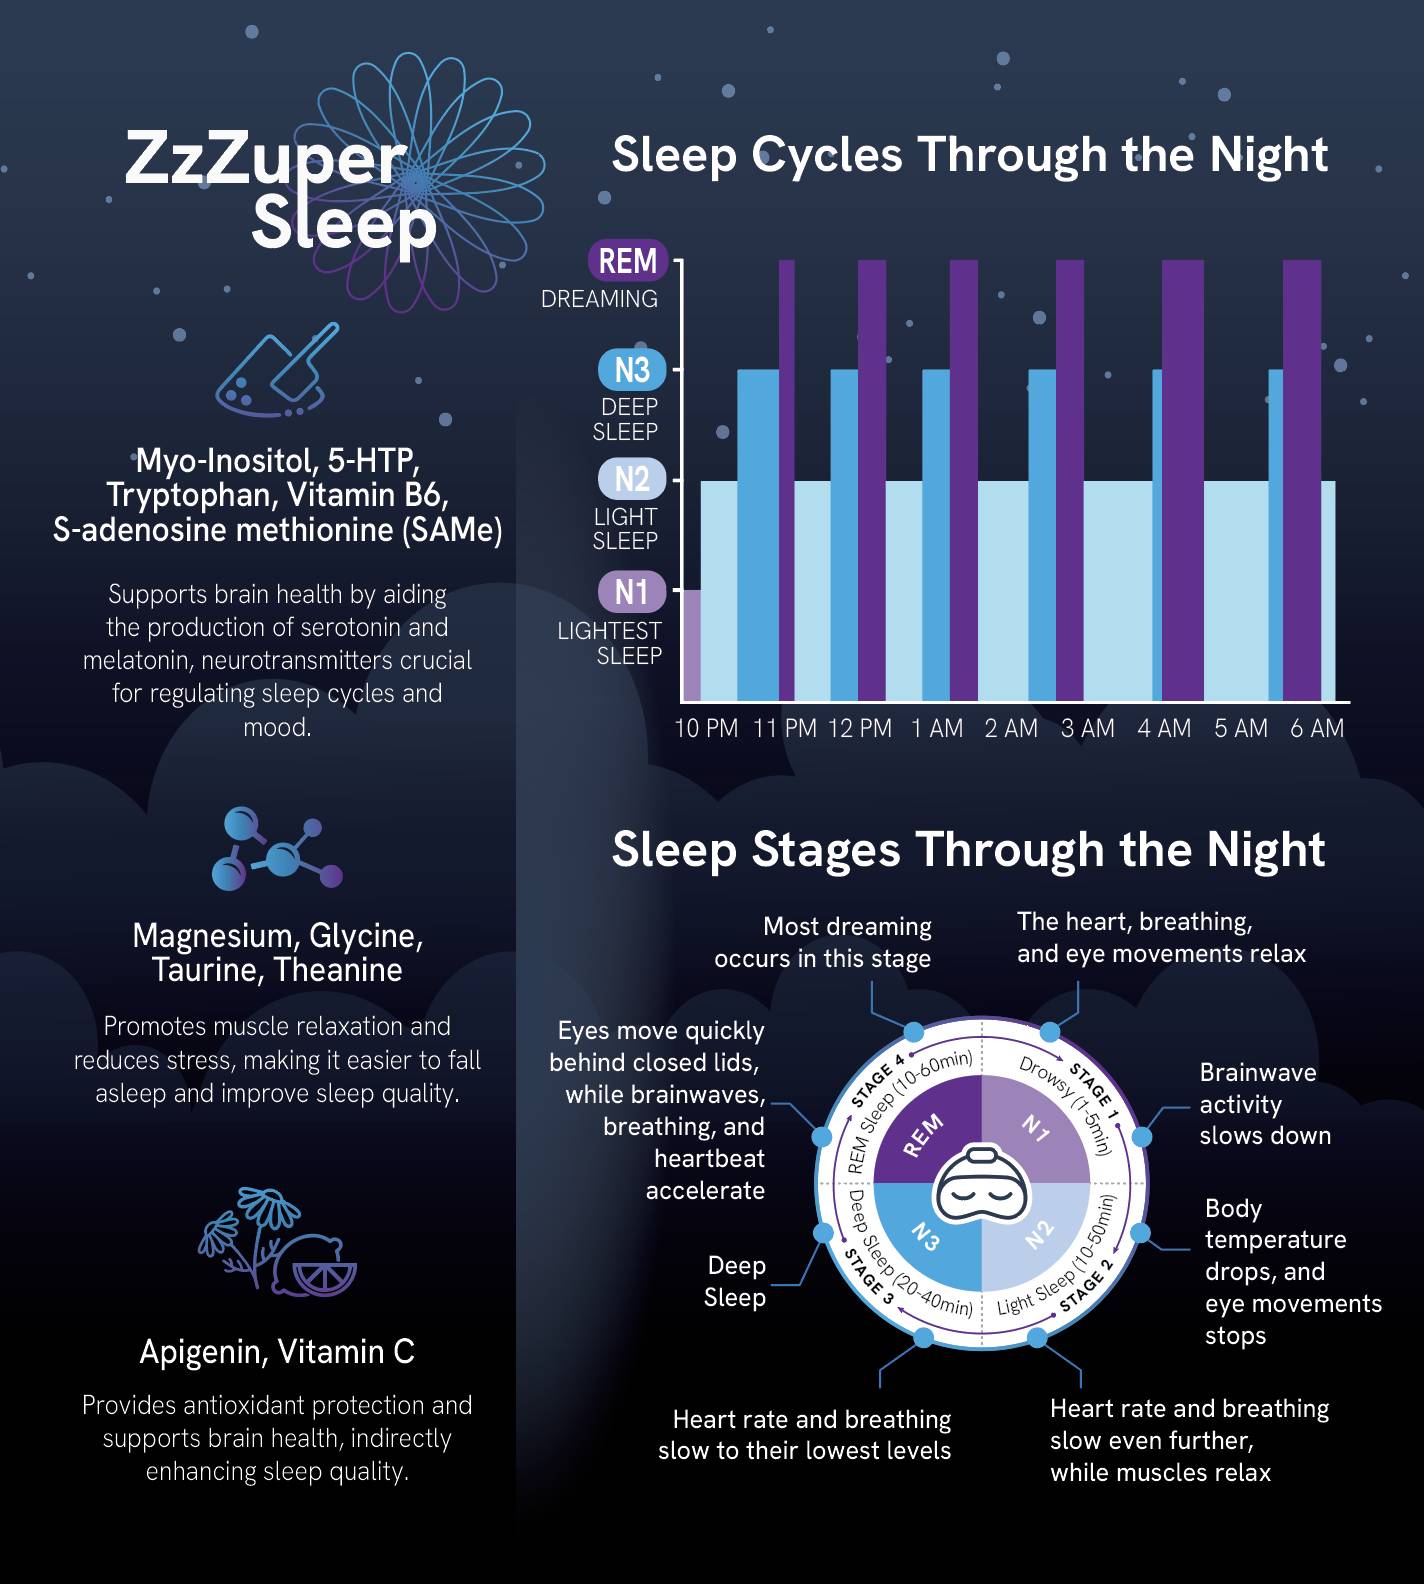 ZzZuper
Sleep
Myo-Inositol, 5-HTP,
Tryptophan, Vitamin B6,
S-adenosine methionine (SAMe)
Supports brain health by aiding
the production of serotonin and
melatonin, neurotransmitters crucial
for regulating sleep cycles and
mood.
Magnesium, Glycine,
Taurine, Theanine
Promotes muscle relaxation and
reduces stress, making it easier to fall
asleep and improve sleep quality.
Apigenin, Vitamin C
Provides antioxidant protection and
supports brain health, indirectly
enhancing sleep quality.
Sleep Cycles Through the Night
REM
DREAMING
N3
DEEP
SLEEP
N2
LIGHT
SLEEP
N1
LIGHTEST
SLEEP
10 PM 11 PM 12 PM 1 AM 2 AM 3 AM 4 AM 5 AM 6 AM
Sleep Stages Through the Night
Most dreaming
occurs in this stage
The heart, breathing,
and eye movements relax
Eyes move quickly
behind closed lids,
while brainwaves,
breathing, and
heartbeat
accelerate
Brainwave
activity
slows down
STAGE 4
REM Sleep (10-60min)
REM
STAGE 1
Drowsy (1-5min)
N1
STAGE 3
Deep Sleep (20-40min)
N3
STAGE 2
Light Sleep (10-50min)
N2
Deep
Sleep
Body
temperature
drops, and
eye movements
stops
Heart rate and breathing
slow to their lowest levels
Heart rate and breathing
slow even further,
while muscles relax